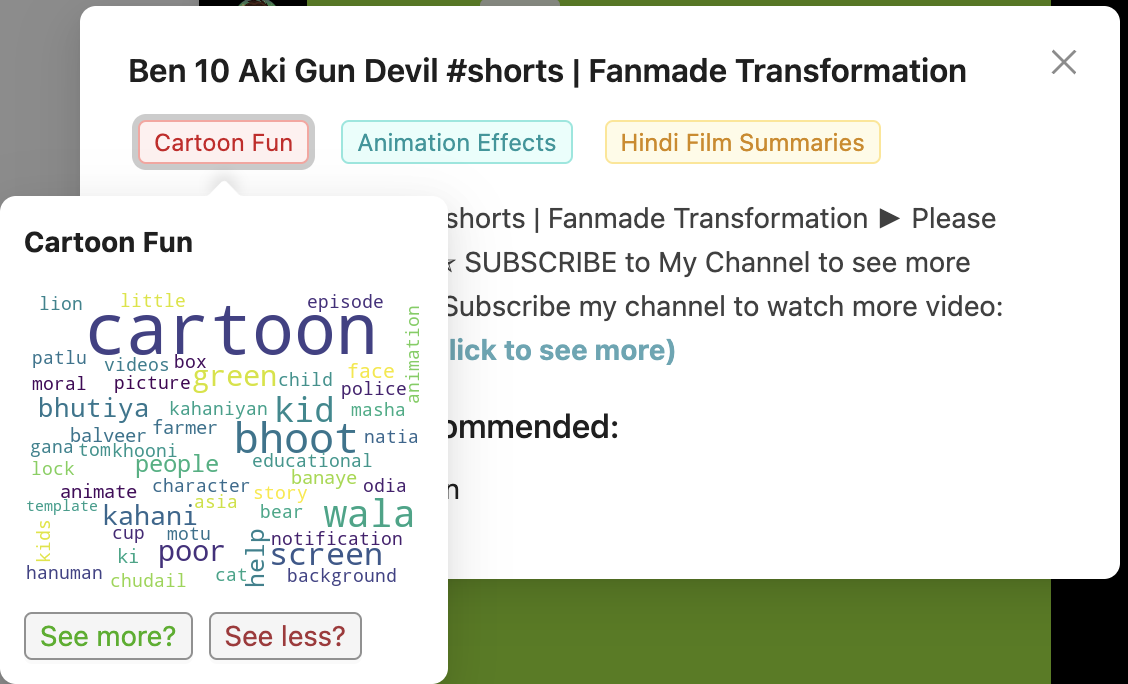 Ben 10 Aki Gun Devil #shorts | Fanmade Transformation
Cartoon Fun
Animation Effects
Hindi Film Summaries
shorts | Fanmade Transformation ► Please
☆ SUBSCRIBE to My Channel to see more
Subscribe my channel to watch more video:
lick to see more)
ommended:
n
Cartoon Fun
lion
little
episode
cartoon
animation
patlu
videos
box
green
child
face
moral
picture
police
bhutiya
kahaniyan
kid
masha
balveer
farmer
bhoot
natia
gana
tom
khooni
people
educational
lock
banaye
animate
character
story
odia
asia
template
kahani
bear
wala
kids
cup
motu
help
notification
ki
poor
screen
hanuman
chudail
cat
background
See more?
See less?